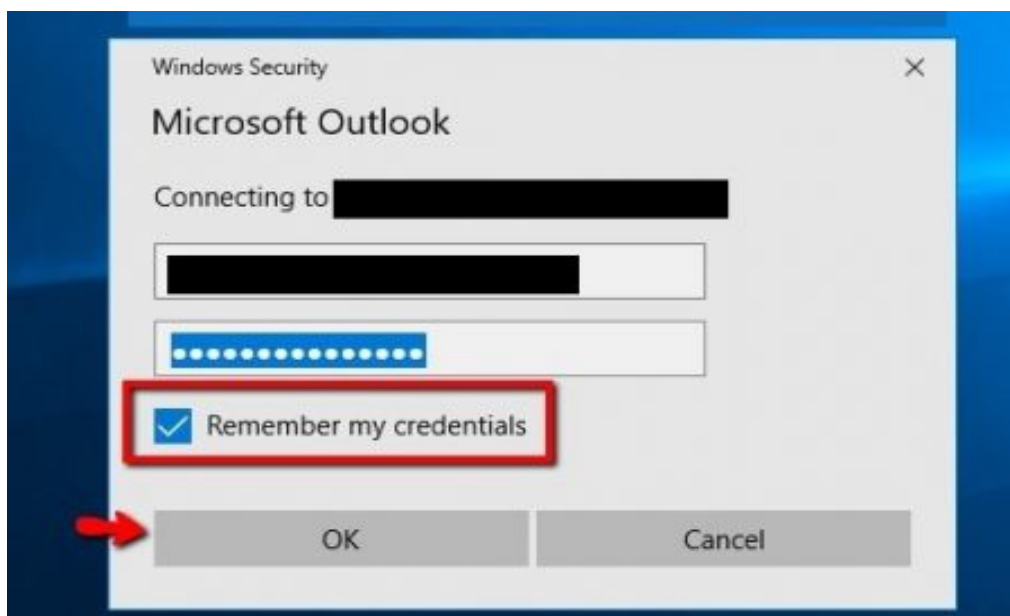 Windows Security
Microsoft Outlook
Connecting to
Remember my credentials
OK
Cancel